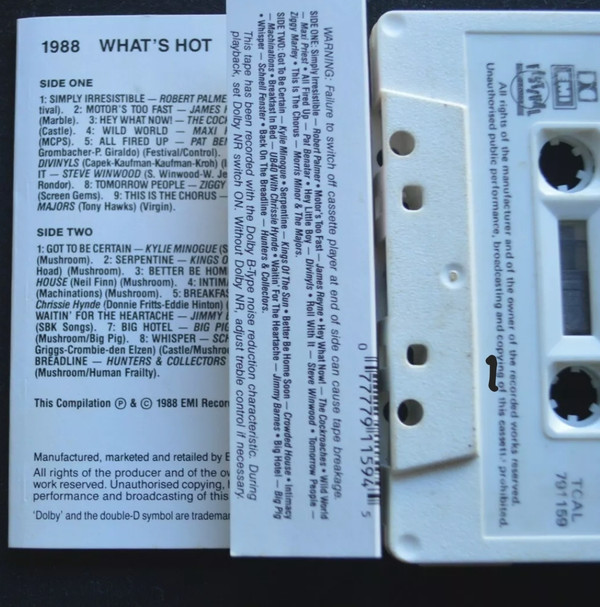 1988 WHAT'S HOT
SIDE ONE
1: SIMPLY IRRESISTIBLE — ROBERT PALME
tival). 2: MOTOR'S TOO FAST — JAMES
(Marble). 3: HEY WHAT NOW! — THE COC
(Castle). 4: WILD WORLD — MAXI
(MCPS). 5: ALL FIRED UP — PAT BE
Grombacher-P. Giraldo) (Festival/Control).
DIVINYLS (Capek-Kaufman-Kaufman-Kroh) (
IT — STEVE WINWOOD (S. Winwood-W. Je
Rondor). 8: TOMORROW PEOPLE — ZIGGY
(Screen Gems). 9: THIS IS THE CHORUS —
MAJORS (Tony Hawks) (Virgin).
SIDE TWO
1: GOT TO BE CERTAIN — KYLIE MINOGUE (S
(Mushroom). 2: SERPENTINE — KINGS O
Hoad) (Mushroom). 3: BETTER BE HOM
HOUSE (Neil Finn) (Mushroom). 4: INTIM
(Machinations) (Mushroom). 5: BREAKFAS
Chrissie Hynde (Donnie Fritts-Eddie Hinton)
WAITIN' FOR THE HEARTACHE — JIMMY
(SBK Songs). 7: BIG HOTEL — BIG PIG
(Mushroom/Big Pig). 8: WHISPER — SC
Griggs-Crombie-den Elzen) (Castle/Mushro
BREADLINE — HUNTERS & COLLECTORS
(Mushroom/Human Frailty).
This Compilation Ⓟ & © 1988 EMI Recor
Manufactured, marketed and retailed by E
All rights of the producer and of the ow
work reserved. Unauthorised copying,
performance and broadcasting of this
'Dolby' and the double-D symbol are tradema
WARNING: Failure to switch off cassette player at end of side can cause tape breakage.
SIDE ONE: Simply Irresistible — Robert Palmer • Motor's Too Fast — James Reyne • Hey What Now! — The Cockroaches • Wild World
— Maxi Priest • All Fired Up — Pat Benatar • Hey Little Boy — Divinyls • Roll With It — Steve Winwood • Tomorrow People —
Ziggy Marley • This Is The Chorus — Morris Minor & The Majors.
SIDE TWO: Got To Be Certain — Kylie Minogue • Serpentine — Kings Of The Sun • Better Be Home Soon — Crowded House • Intimacy
— Machinations • Breakfast In Bed — UB40 With Chrissie Hynde • Waitin' For The Heartache — Jimmy Barnes • Big Hotel — Big Pig
• Whisper — Schnell Fenster • Back On The Breadline — Hunters & Collectors.
This tape has been recorded with the Dolby B-Type noise reduction characteristic. During
playback, set Dolby NR switch ON. Without Dolby NR, adjust treble control if necessary.
0 77779 11594 5
FESTIVAL
EMI
All rights of the manufacturer and of the owner of the recorded works reserved.
Unauthorised public performance, broadcasting and copying of this cassette prohibited.
TCAL
791159